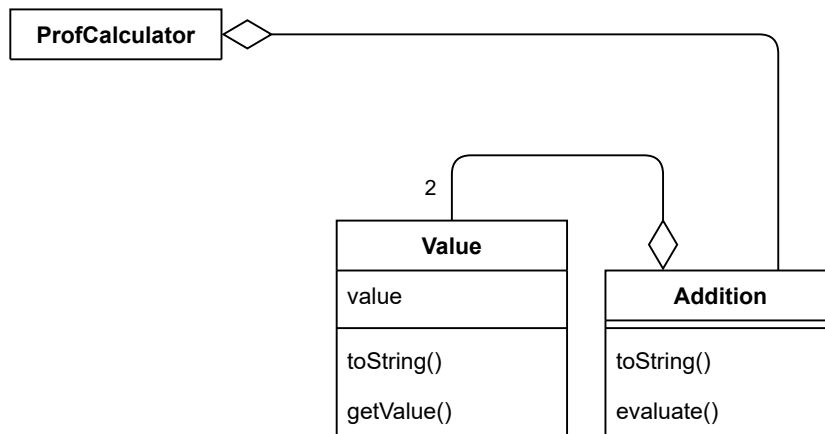 ProfCalculator
2
Value
value
toString()
getValue()
Addition
toString()
evaluate()